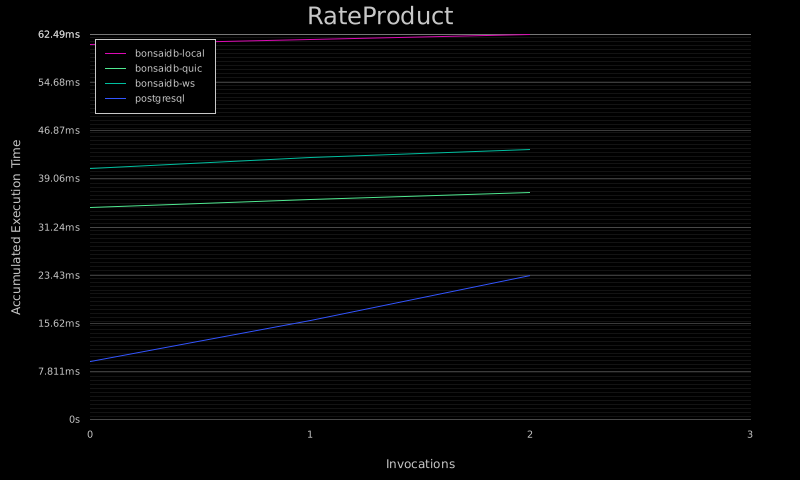 RateProduct
62.49ms
bonsaidb-local
bonsaidb-quic
bonsaidb-ws
postgresql
54.68ms
46.87ms
39.06ms
31.24ms
23.43ms
15.62ms
7.811ms
0s
Accumulated Execution Time
0 1 2 3
Invocations